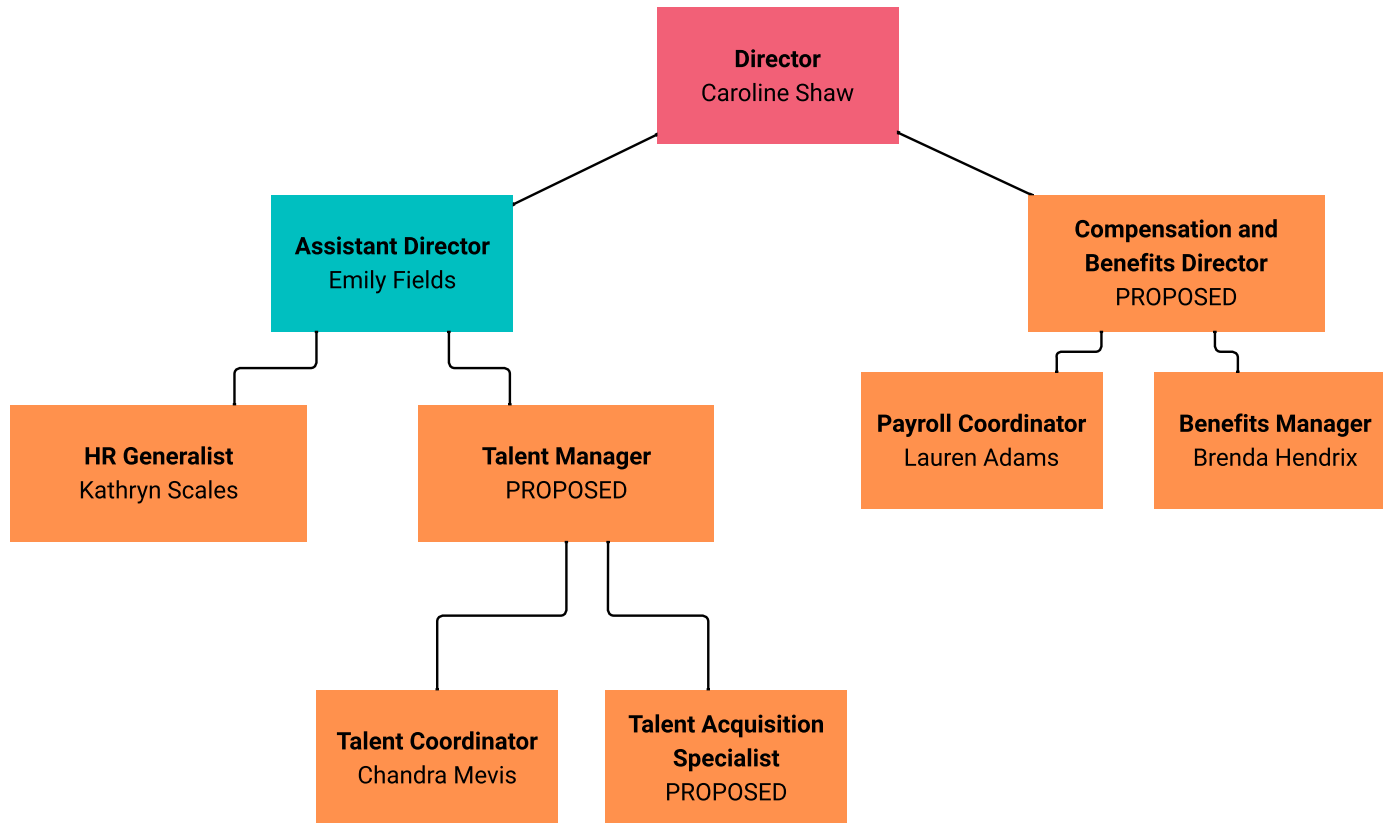 Director
Caroline Shaw
Assistant Director
Emily Fields
Compensation and
Benefits Director
PROPOSED
HR Generalist
Kathryn Scales
Talent Manager
PROPOSED
Payroll Coordinator
Lauren Adams
Benefits Manager
Brenda Hendrix
Talent Coordinator
Chandra Mevis
Talent Acquisition
Specialist
PROPOSED